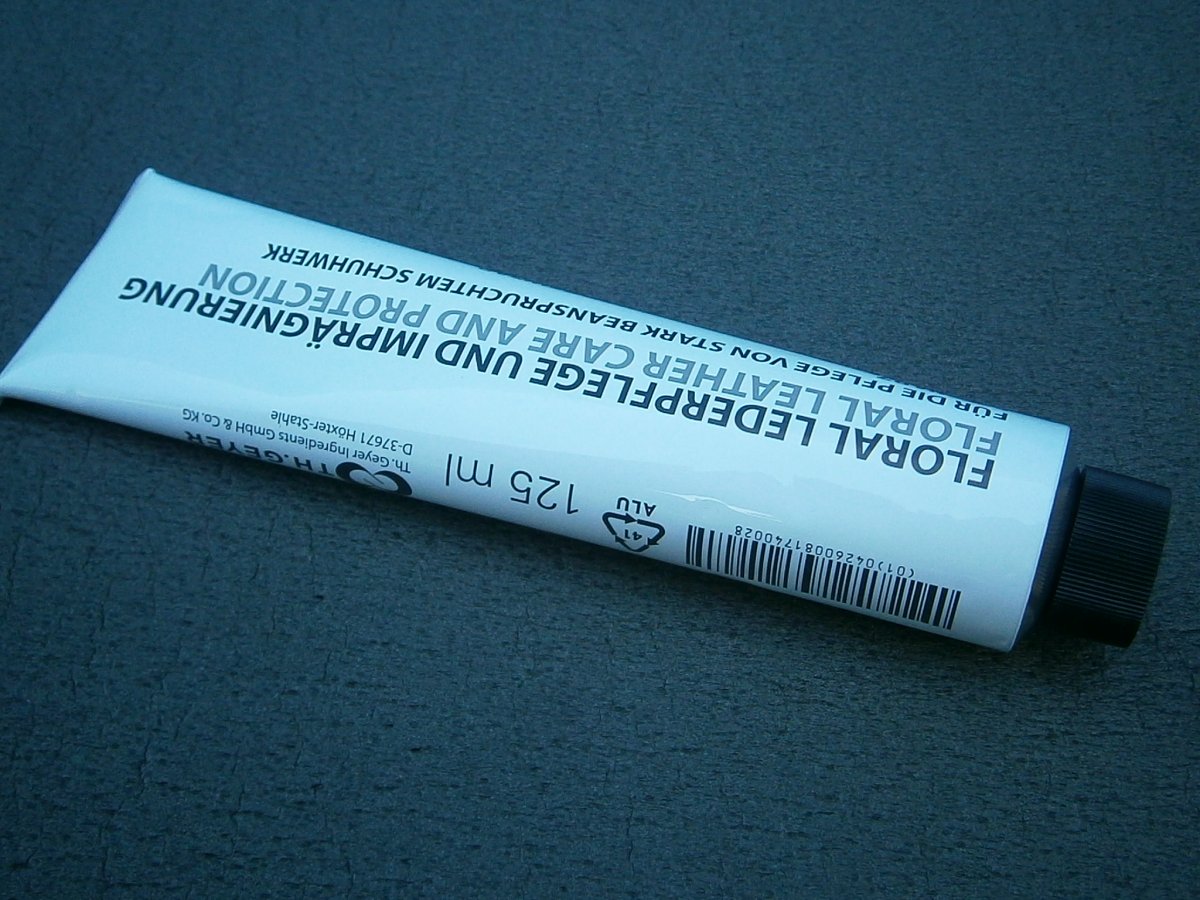 FÜR DIE PFLEGE VON STARK BEANSPRUCHTEM SCHUHWERK
FLORAL LEATHER CARE AND PROTECTION
FLORAL LEDERPFLEGE UND IMPRÄGNIERUNG
(01)04260081740028
41
ALU
125 ml
TH.GEYER
Th. Geyer Ingredients GmbH & Co. KG
D-37671 Höxter-Stahle